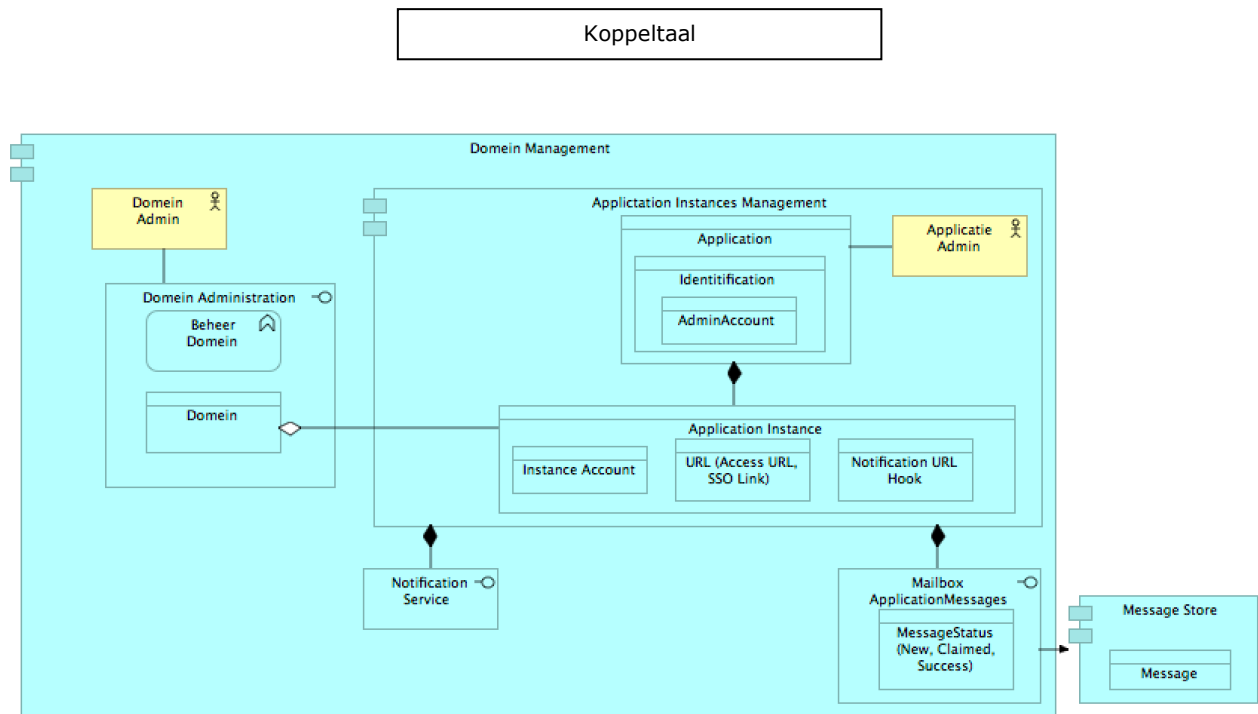 Koppeltaal
Domein Management
Domein
Admin
Domein Administration
Beheer
Domein
Domein
Applictation Instances Management
Application
Identitification
AdminAccount
Applicatie
Admin
Application Instance
Instance Account
URL (Access URL,
SSO Link)
Notification URL
Hook
Notification
Service
Mailbox
ApplicationMessages
MessageStatus
(New, Claimed,
Success)
Message Store
Message